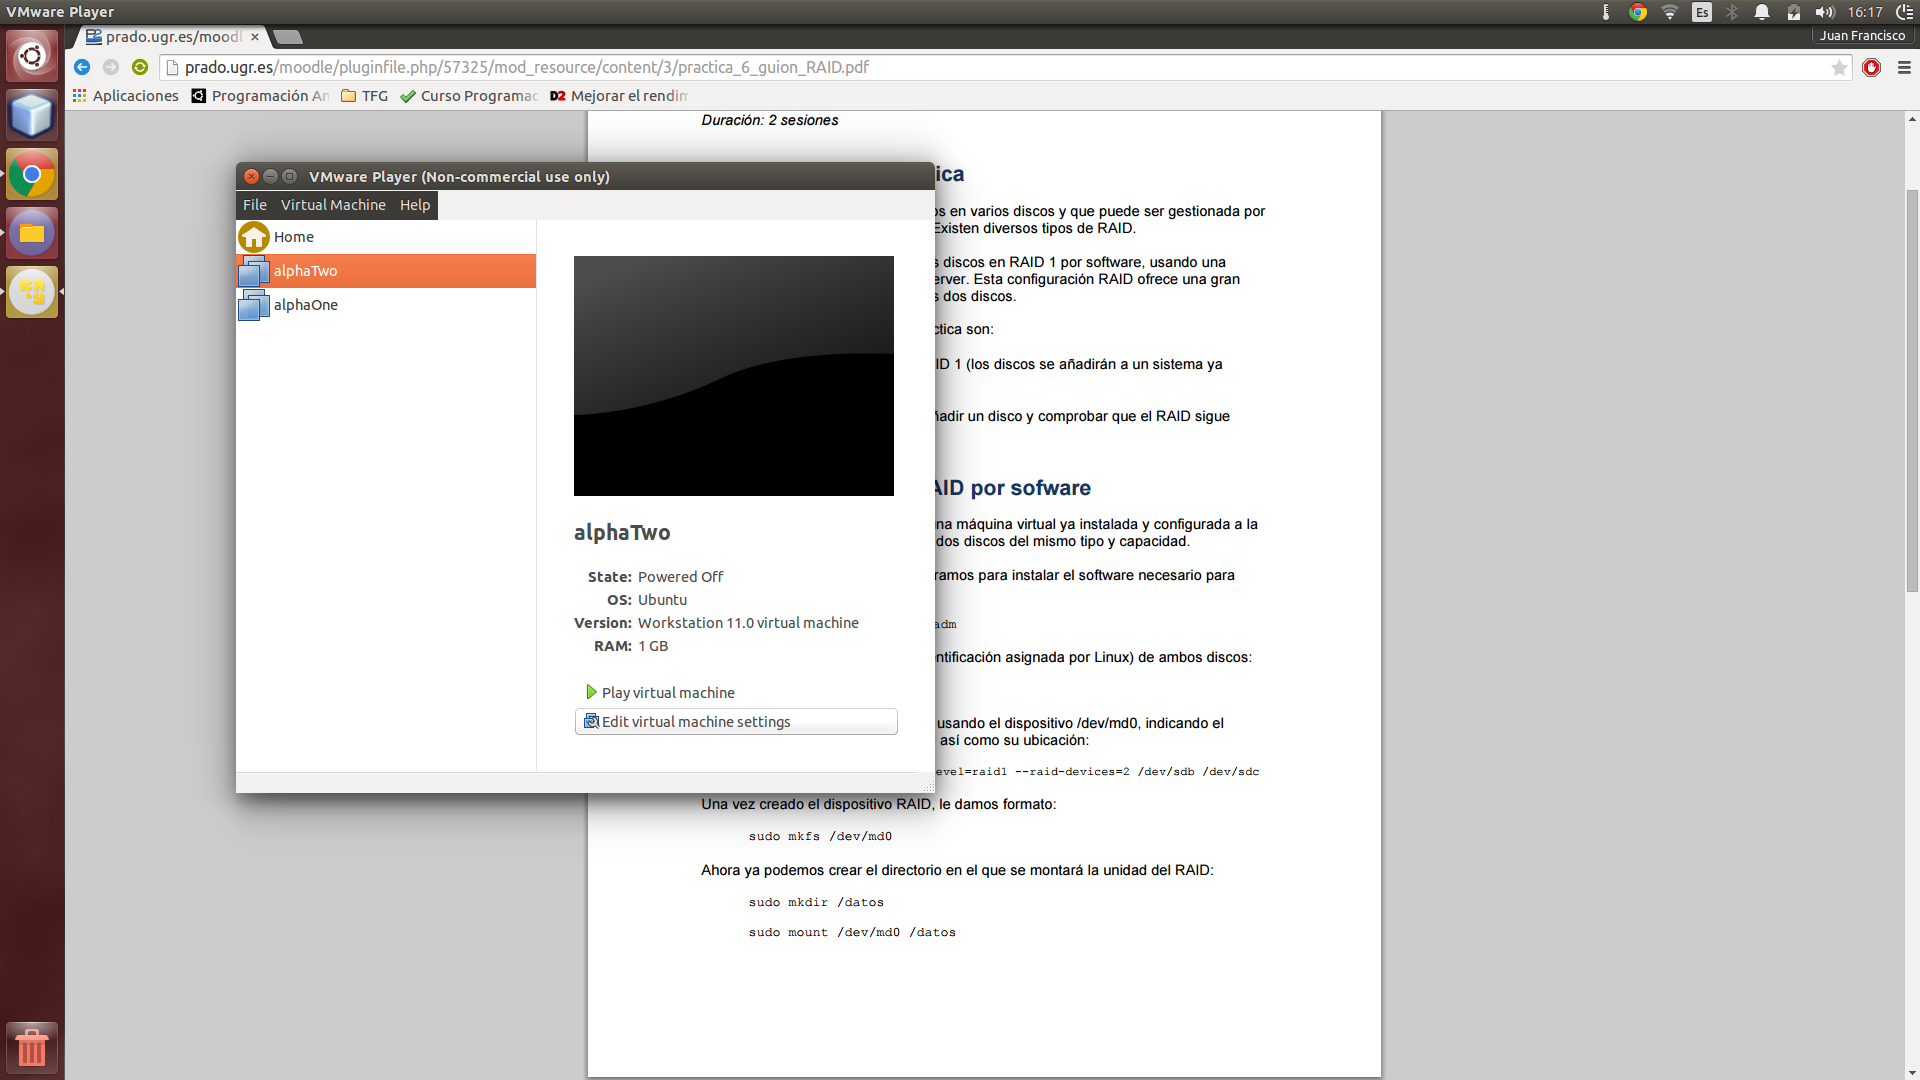 VMware Player
Es
16:17
prado.ugr.es/moodl
Juan Francisco
prado.ugr.es/moodle/pluginfile.php/57325/mod_resource/content/3/practica_6_guion_RAID.pdf
Aplicaciones
Programación An
TFG
Curso Programac
D2 Mejorar el rendim
Duración: 2 sesiones
VMware Player (Non-commercial use only)
File Virtual Machine Help
Home
alphaTwo
alphaOne
alphaTwo
State: Powered Off
OS: Ubuntu
Version: Workstation 11.0 virtual machine
RAM: 1 GB
Play virtual machine
Edit virtual machine settings
ica
os en varios discos y que puede ser gestionada por
Existen diversos tipos de RAID.
s discos en RAID 1 por software, usando una
erver. Esta configuración RAID ofrece una gran
s dos discos.
ctica son:
ID 1 (los discos se añadirán a un sistema ya
ñadir un disco y comprobar que el RAID sigue
AID por sofware
na máquina virtual ya instalada y configurada a la
dos discos del mismo tipo y capacidad.
ramos para instalar el software necesario para
adm
ntificación asignada por Linux) de ambos discos:
usando el dispositivo /dev/md0, indicando el
así como su ubicación:
evel=raid1 --raid-devices=2 /dev/sdb /dev/sdc
Una vez creado el dispositivo RAID, le damos formato:
sudo mkfs /dev/md0
Ahora ya podemos crear el directorio en el que se montará la unidad del RAID:
sudo mkdir /datos
sudo mount /dev/md0 /datos